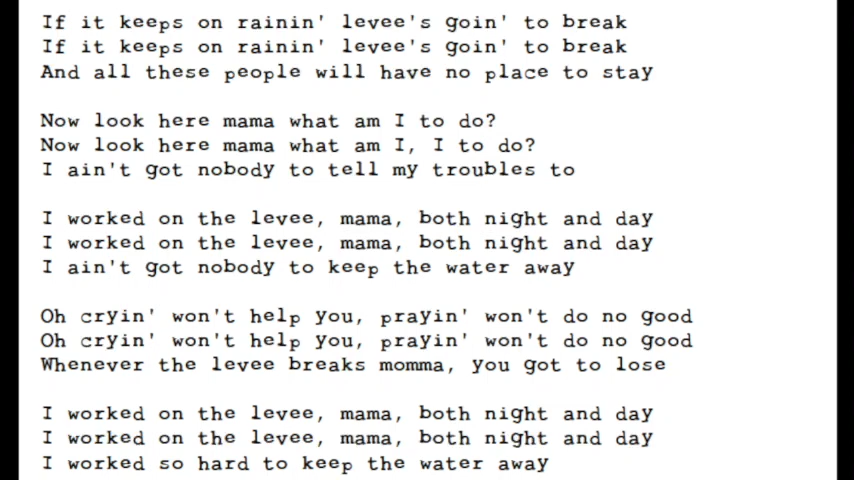 If it keeps on rainin' levee's goin' to break
If it keeps on rainin' levee's goin' to break
And all these people will have no place to stay

Now look here mama what am I to do?
Now look here mama what am I, I to do?
I ain't got nobody to tell my troubles to

I worked on the levee, mama, both night and day
I worked on the levee, mama, both night and day
I ain't got nobody to keep the water away

Oh cryin' won't help you, prayin' won't do no good
Oh cryin' won't help you, prayin' won't do no good
Whenever the levee breaks momma, you got to lose

I worked on the levee, mama, both night and day
I worked on the levee, mama, both night and day
I worked so hard to keep the water away